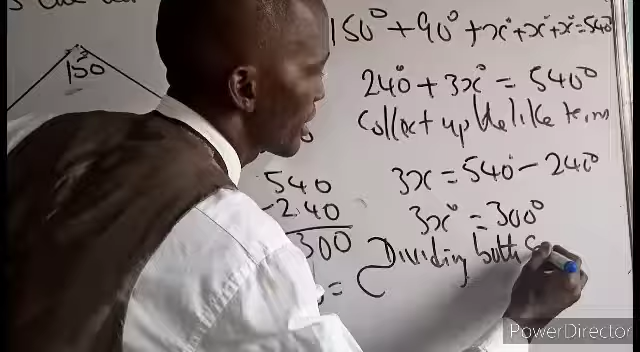 150
150° + 90° + x° + x° + x° = 540°
240° + 3x° = 540°
Collect up the like term
3x = 540° - 240°
3x° = 300°
540
-240
300
Dividing both S
=
PowerDirector